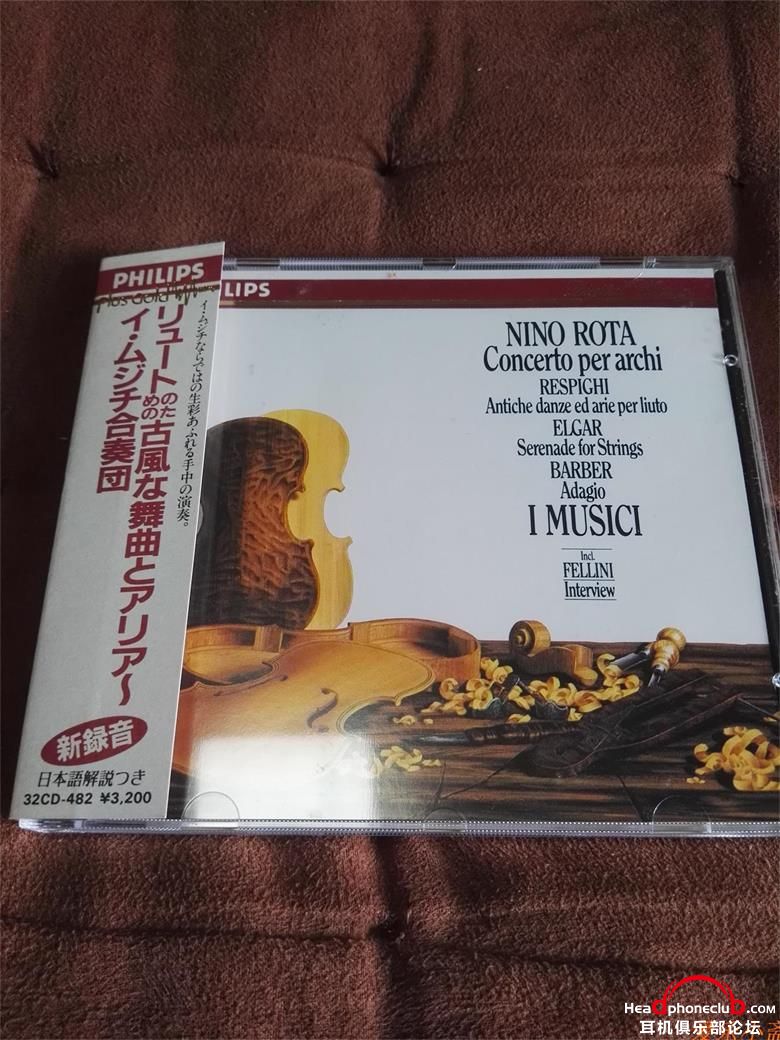 PHILIPS
リュートのための古風な舞曲とアリア~
イ・ムジチ合奏団
イ・ムジチならではの生彩あふれる手中の演奏。
新録音
日本語解説つき
32CD-482 ¥3,200
LIPS
NINO ROTA
Concerto per archi
RESPIGHI
Antiche danze ed arie per liuto
ELGAR
Serenade for Strings
BARBER
Adagio
I MUSICI
Incl.
FELLINI
Interview
HeadphoneclubCOM
耳机俱乐部论坛